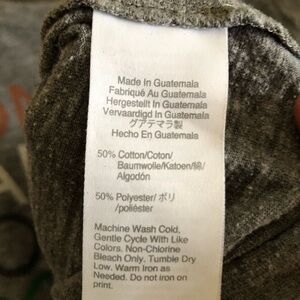 Made In Guatemala
Fabriqué Au Guatemala
Hergestellt In Guatemala
Vervaardigd In Guatemala
グアテマラ製
Hecho En Guatemala
50% Cotton/Coton/
Baumwolle/Katoen/綿/
Algodón
50% Polyester/ポリ
/poliéster
Machine Wash Cold,
Gentle Cycle With Like
Colors. Non-Chlorine
Bleach Only. Tumble Dry
Low. Warm Iron as
Needed. Do not iron on
print.